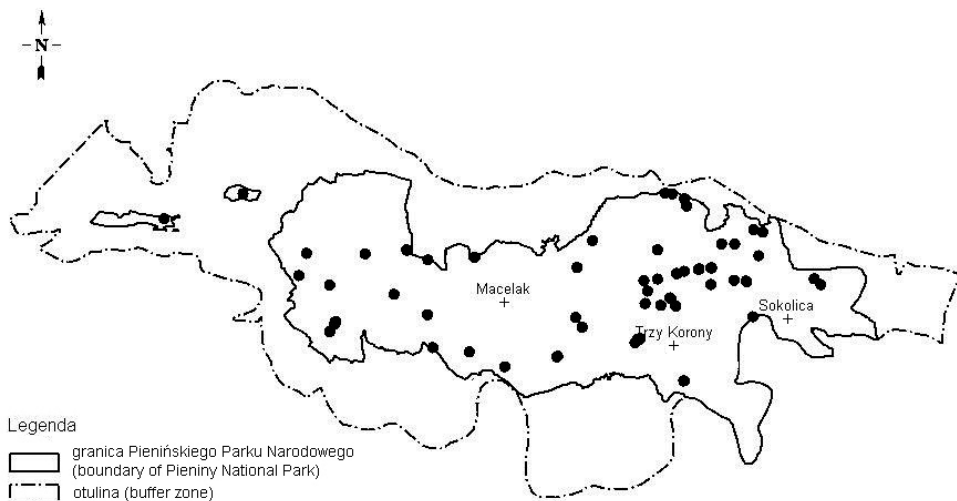 N
Macelak
Sokolica
Trzy Korony
Legenda
granica Pienińskiego Parku Narodowego
(boundary of Pieniny National Park)
otulina (buffer zone)